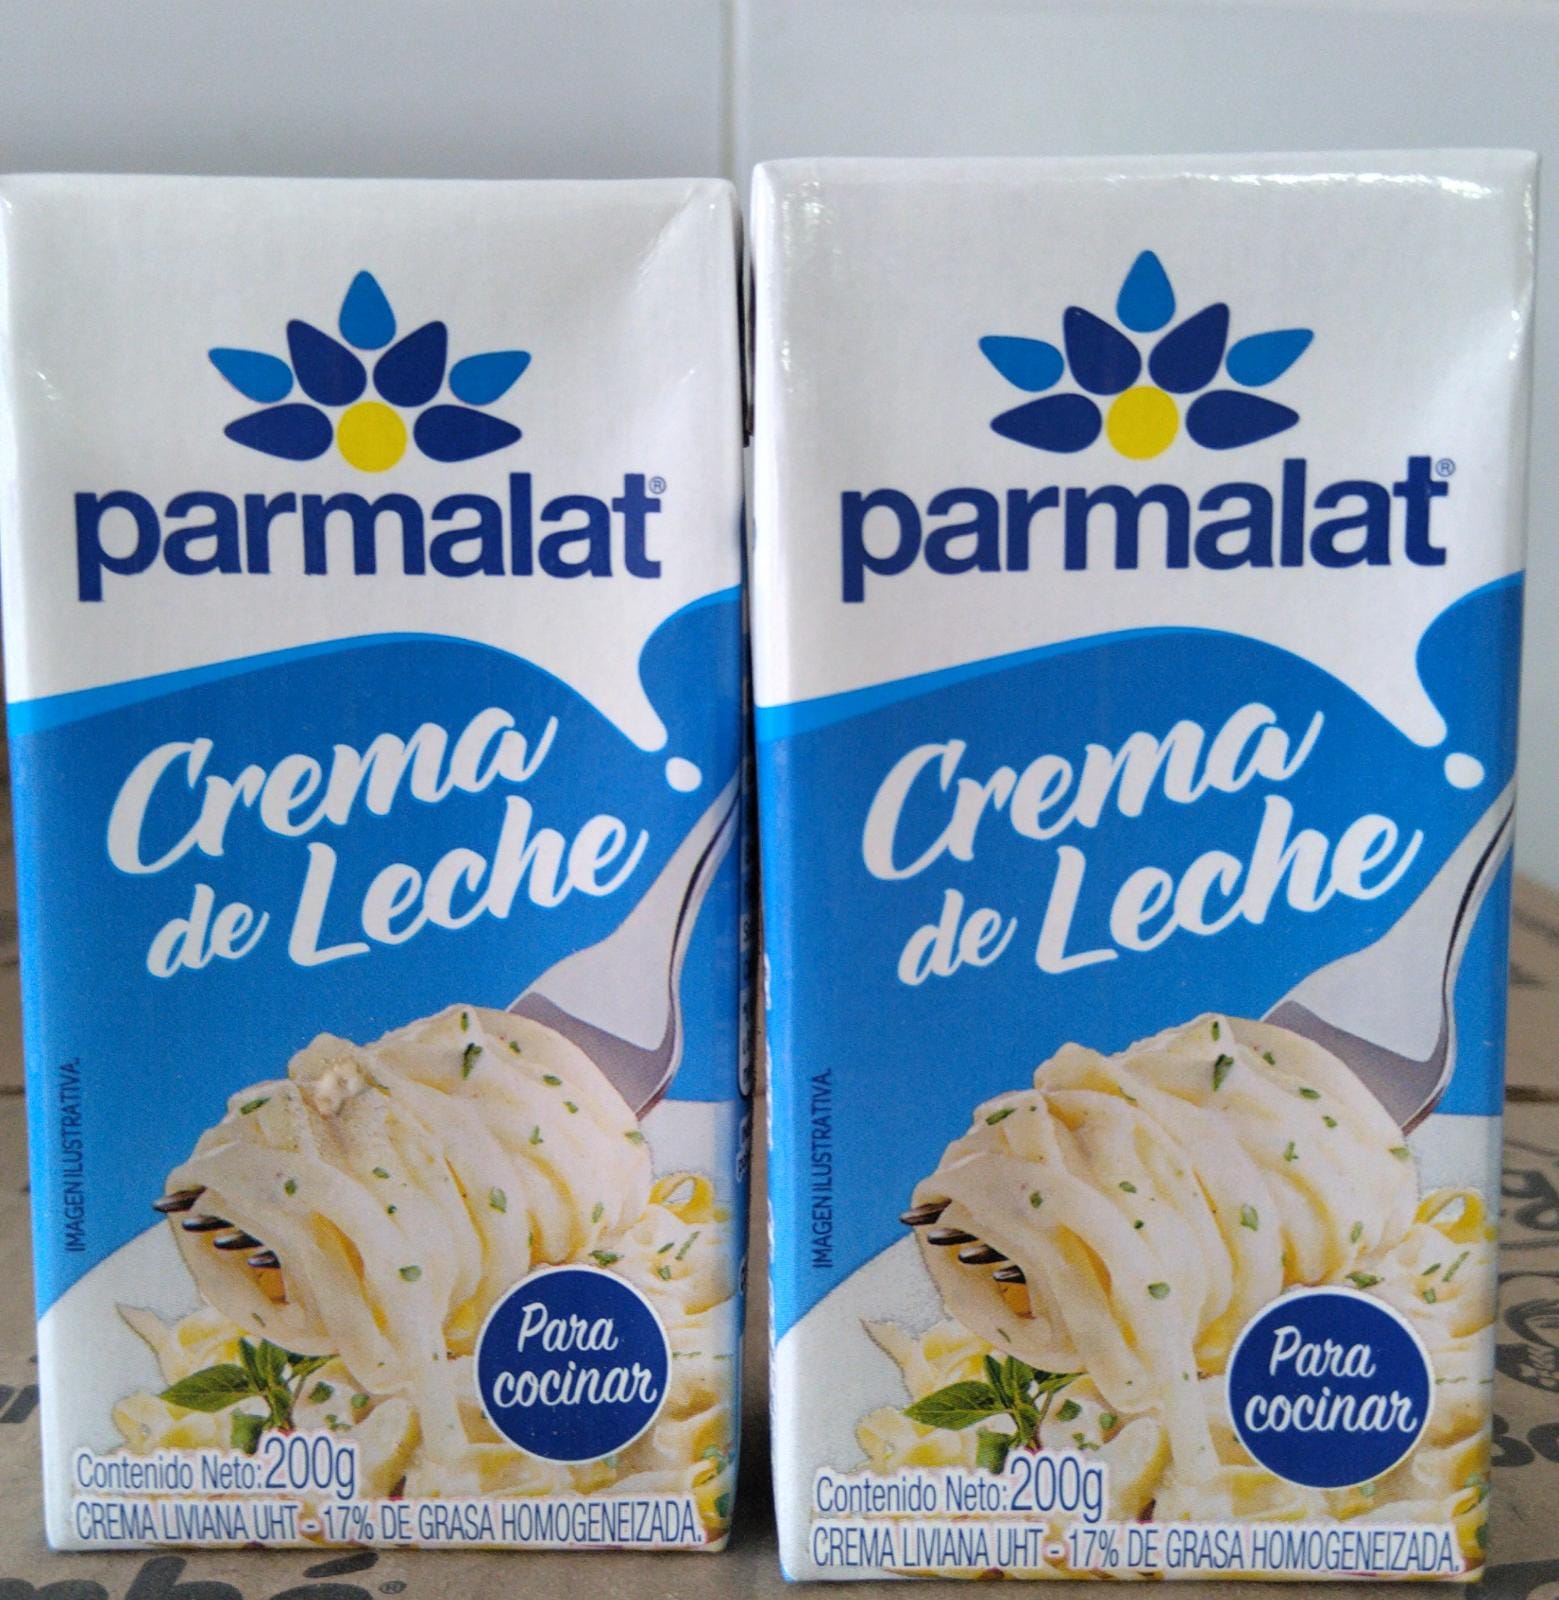 parmalat®
Crema
de Leche
IMAGEN ILUSTRATIVA.
Para
cocinar
Contenido Neto: 200g
CREMA LIVIANA UHT - 17% DE GRASA HOMOGENEIZADA.
parmalat®
Crema
de Leche
IMAGEN ILUSTRATIVA.
Para
cocinar
Contenido Neto: 200g
CREMA LIVIANA UHT - 17% DE GRASA HOMOGENEIZADA.